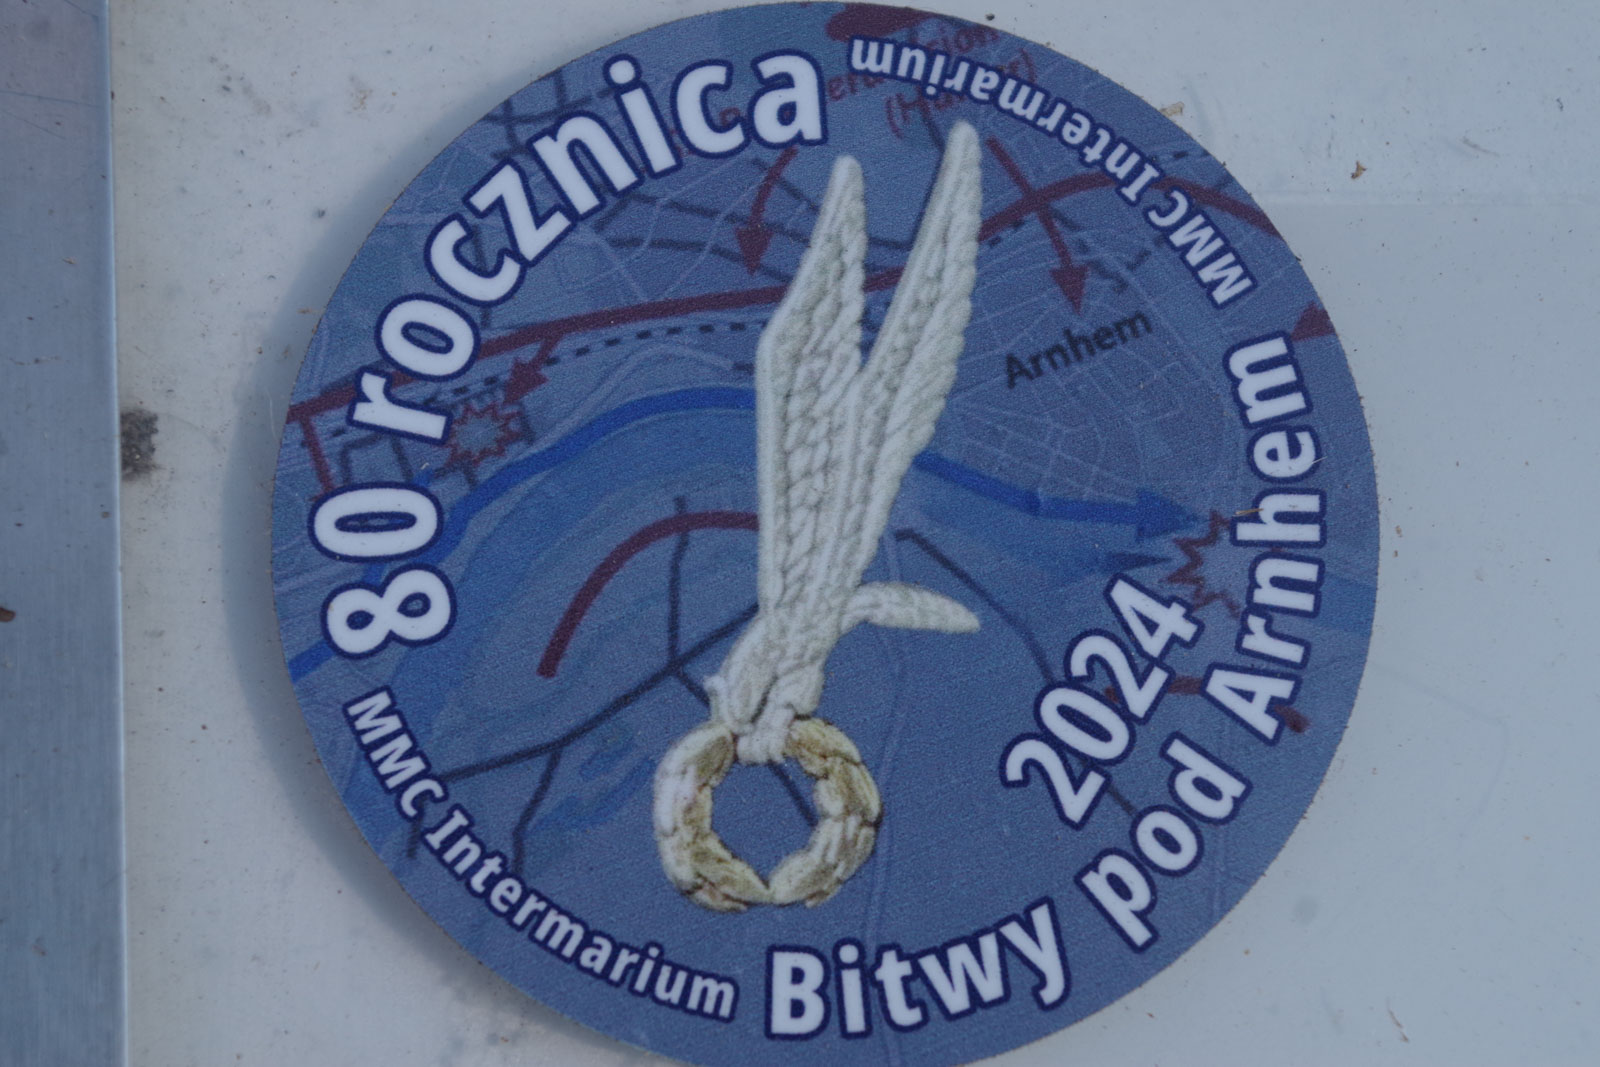 80 rocznica
MMC Intermarium
Arnhem
2024
Bitwy pod Arnhem
MMC Intermarium